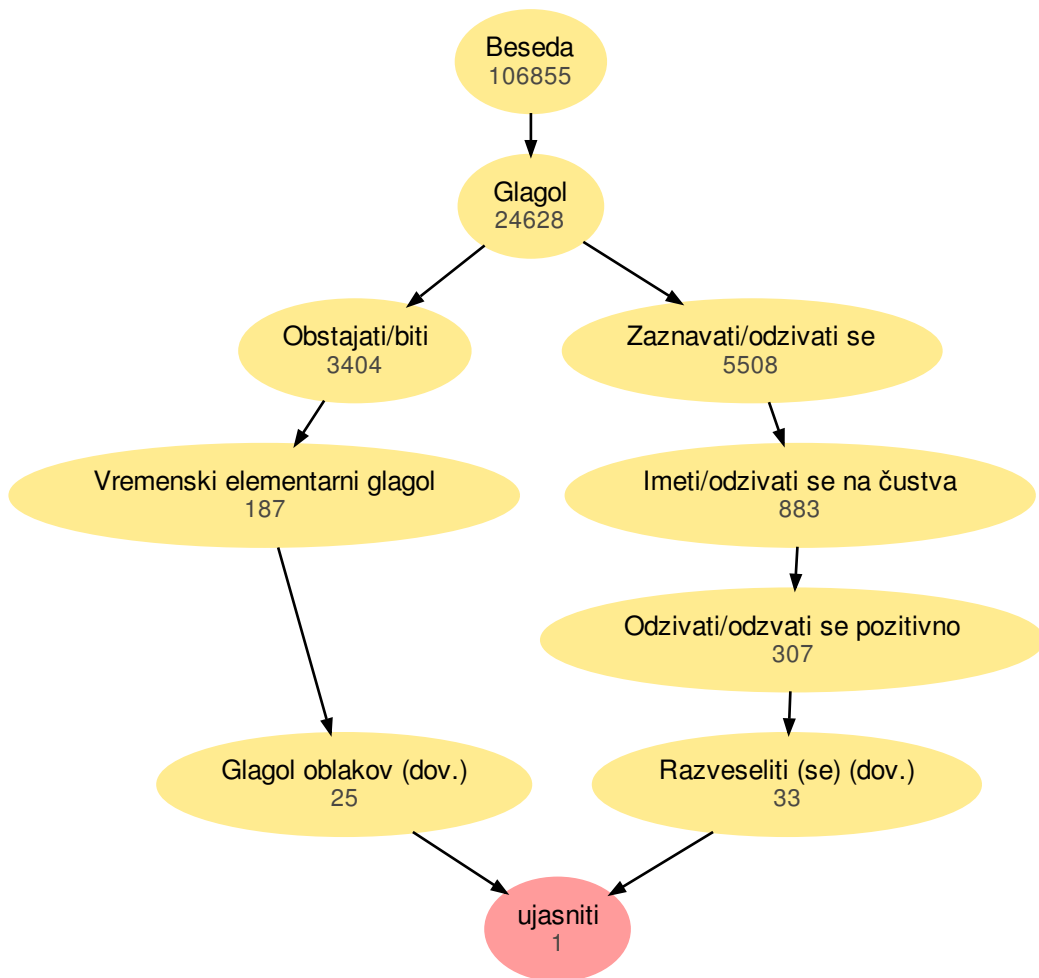 Beseda
106855
Glagol
24628
Obstajati/biti
3404
Zaznavati/odzivati se
5508
Vremenski elementarni glagol
187
Imeti/odzivati se na čustva
883
Odzivati/odzvati se pozitivno
307
Glagol oblakov (dov.)
25
Razveseliti (se) (dov.)
33
ujasniti
1